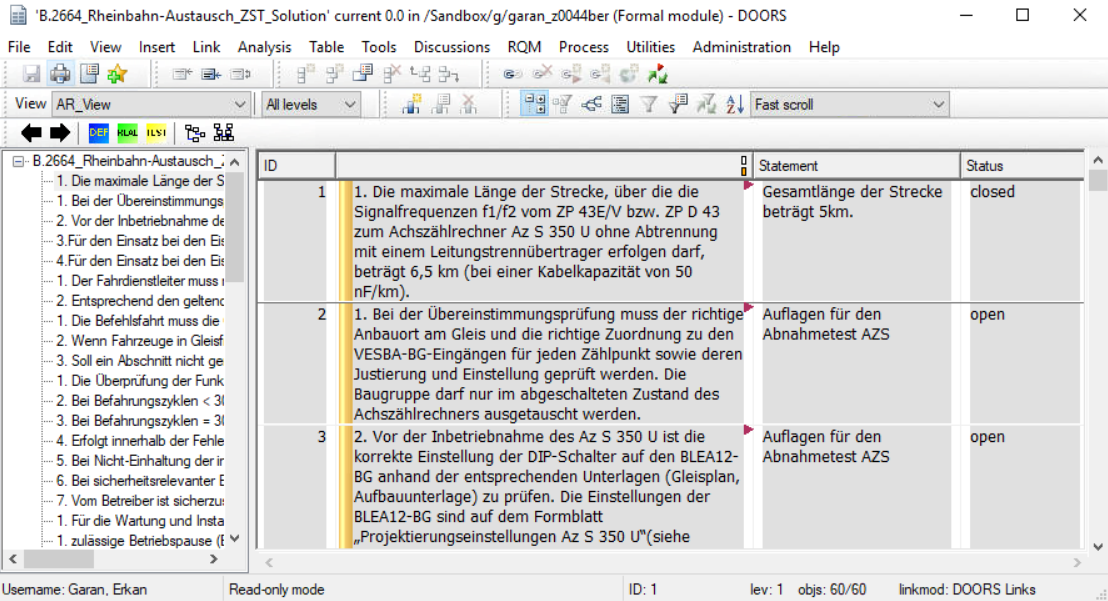 'B.2664_Rheinbahn-Austausch_ZST_Solution' current 0.0 in /Sandbox/g/garan_z0044ber (Formal module) - DOORS
File Edit View Insert Link Analysis Table Tools Discussions RQM Process Utilities Administration Help
View AR_View All levels Fast scroll
DEF
B.2664_Rheinbahn-Austausch_
1. Die maximale Länge der S
1. Bei der Übereinstimmungs
2. Vor der Inbetriebnahme de
3.Für den Einsatz bei den Eis
4.Für den Einsatz bei den Eis
1. Der Fahrdienstleiter muss
2. Entsprechend den geltend
1. Die Befehlsfahrt muss die
2. Wenn Fahrzeuge in Gleisf
3. Soll ein Abschnitt nicht ge
1. Die Überprüfung der Funk
2. Bei Befahrungszyklen < 30
3. Bei Befahrungszyklen = 30
4. Erfolgt innerhalb der Fehle
5. Bei Nicht-Einhaltung der in
6. Bei sicherheitsrelevanter E
7. Vom Betreiber ist sicherzus
1. Für die Wartung und Insta
1. zulässige Betriebspause (B
ID Statement Status
1 1. Die maximale Länge der Strecke, über die die Gesamtlänge der Strecke closed
Signalfrequenzen f1/f2 vom ZP 43E/V bzw. ZP D 43 beträgt 5km.
zum Achszählrechner Az S 350 U ohne Abtrennung
mit einem Leitungstrennübertrager erfolgen darf,
beträgt 6,5 km (bei einer Kabelkapazität von 50
nF/km).
2 1. Bei der Übereinstimmungsprüfung muss der richtige Auflagen für den open
Anbauort am Gleis und die richtige Zuordnung zu den Abnahmetest AZS
VESBA-BG-Eingängen für jeden Zählpunkt sowie deren
Justierung und Einstellung geprüft werden. Die
Baugruppe darf nur im abgeschalteten Zustand des
Achszählrechners ausgetauscht werden.
3 2. Vor der Inbetriebnahme des Az S 350 U ist die Auflagen für den open
korrekte Einstellung der DIP-Schalter auf den BLEA12- Abnahmetest AZS
BG anhand der entsprechenden Unterlagen (Gleisplan,
Aufbauunterlage) zu prüfen. Die Einstellungen der
BLEA12-BG sind auf dem Formblatt
„Projektierungseinstellungen Az S 350 U“(siehe
Username: Garan, Erkan Read-only mode ID: 1 lev: 1 objs: 60/60 linkmod: DOORS Links